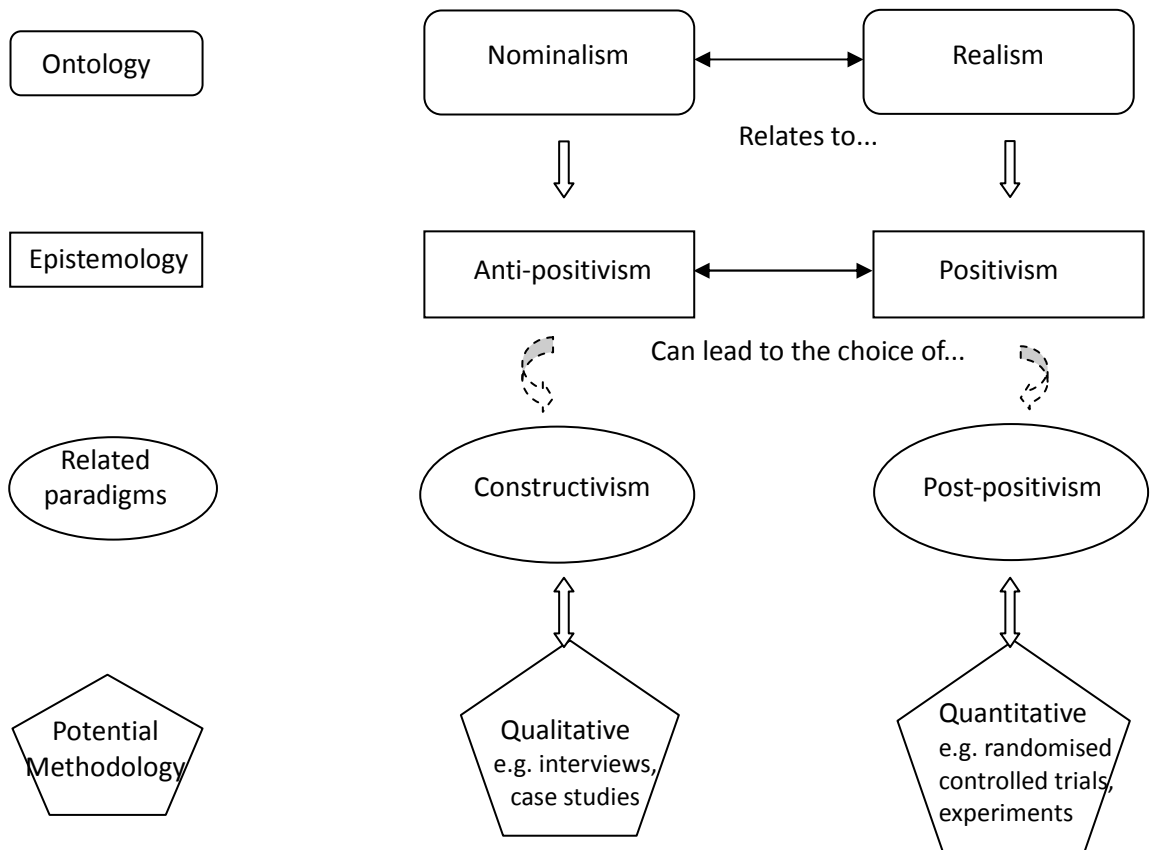 Ontology
Nominalism
Realism
Relates to...
Epistemology
Anti-positivism
Positivism
Can lead to the choice of...
Related
paradigms
Constructivism
Post-positivism
Potential
Methodology
Qualitative
e.g. interviews,
case studies
Quantitative
e.g. randomised
controlled trials,
experiments